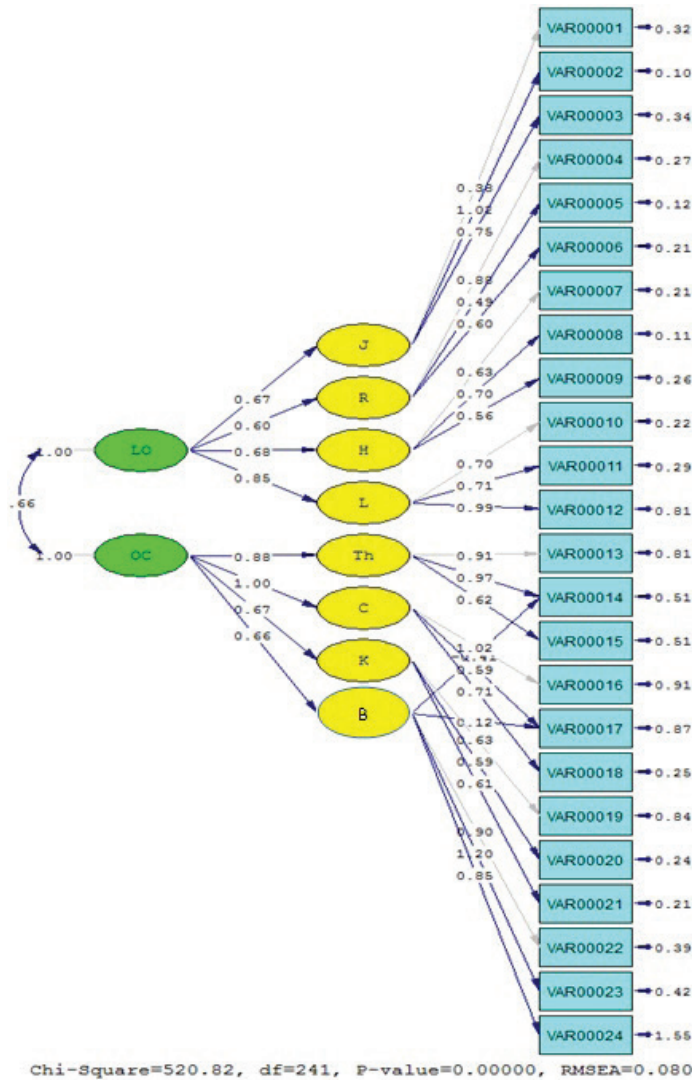 VAR00001 0.32
VAR00002 0.10
VAR00003 0.34
VAR00004 0.27
0.38
VAR00005 0.12
1.02
0.75
VAR00006 0.21
0.88
VAR00007 0.21
0.49
0.60
VAR00008 0.11
J
0.63
VAR00009 0.26
0.67
0.70
R
0.56
0.60
VAR00010 0.22
1.00
LO
0.68
H
0.70
VAR00011 0.29
0.85
0.71
L
0.99
VAR00012 0.81
.66
1.00
OC
0.88
Th
0.91
VAR00013 0.81
1.00
0.97
VAR00014 0.51
0.67
C
0.62
VAR00015 0.51
0.66
1.02
K
0.59
VAR00016 0.91
0.71
B
0.12
VAR00017 0.87
0.63
0.59
VAR00018 0.25
0.61
VAR00019 0.84
0.90
VAR00020 0.24
1.20
0.85
VAR00021 0.21
VAR00022 0.39
VAR00023 0.42
VAR00024 1.55
Chi-Square=520.82, df=241, P-value=0.00000, RMSEA=0.080